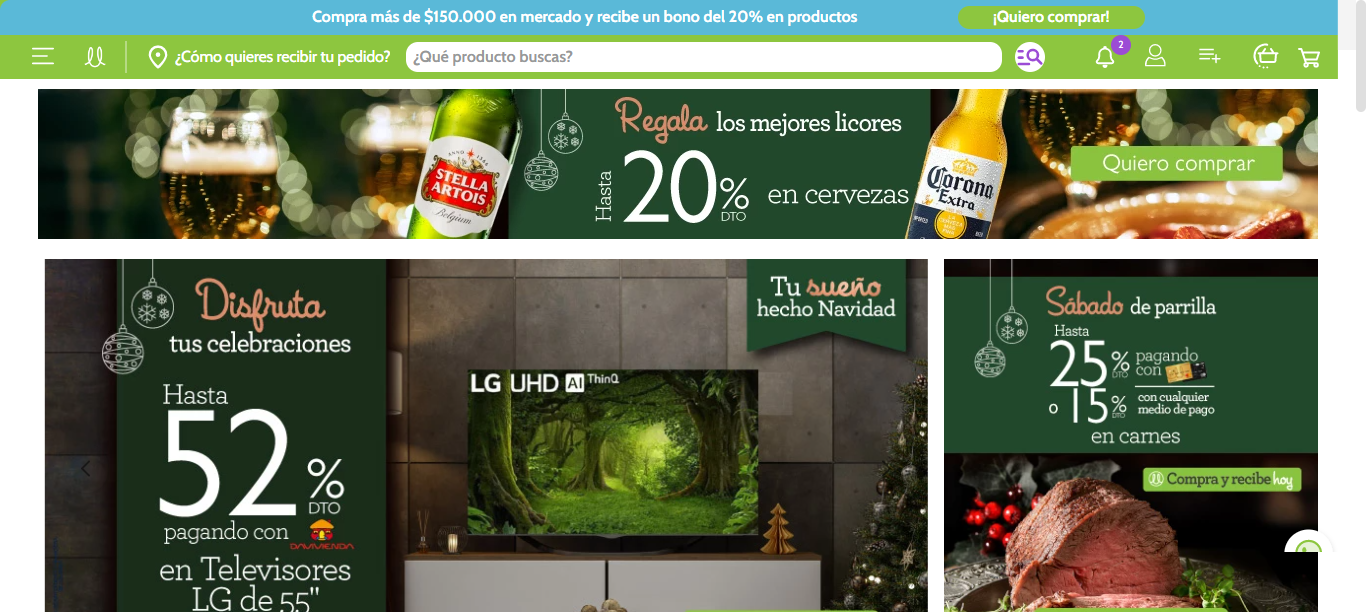 Compra más de $150.000 en mercado y recibe un bono del 20% en productos
¡Quiero comprar!
¿Cómo quieres recibir tu pedido?
¿Qué producto buscas?
2
Regala los mejores licores
Hasta
20%
DTO
en cervezas
Quiero comprar
ANNO 1366
STELLA
ARTOIS
Belgium
Corona
Extra
Disfruta
tus celebraciones
Hasta
52%
DTO
pagando con
DAVIVIENDA
en Televisores
LG de 55"
Tu sueño
hecho Navidad
LG UHD AI ThinQ
Sábado de parrilla
Hasta
25%
DTO
pagando
con
o 15%
DTO
con cualquier
medio de pago
en carnes
Compra y recibe hoy